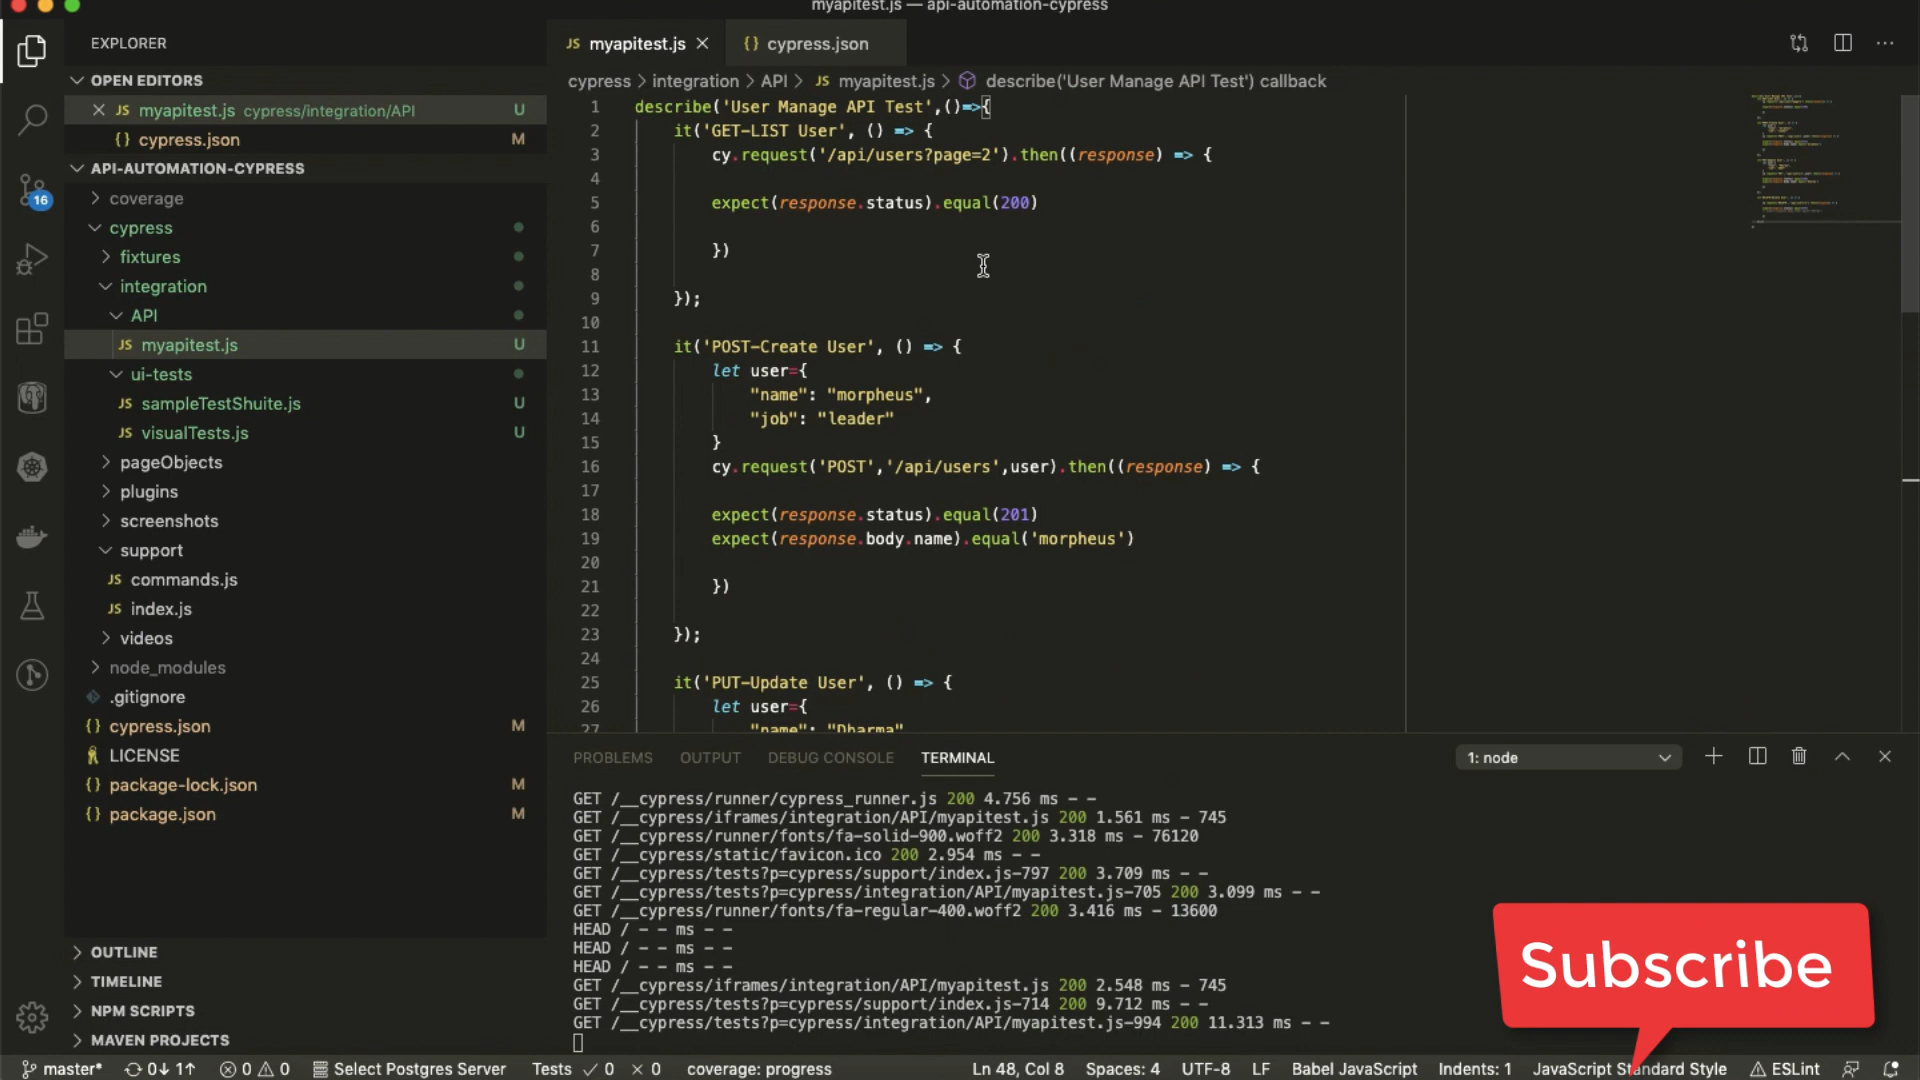 myapitest.js — api-automation-cypress
EXPLORER
OPEN EDITORS
JS myapitest.js cypress/integration/API U
{} cypress.json M
API-AUTOMATION-CYPRESS
coverage
cypress
fixtures
integration
API
JS myapitest.js U
ui-tests
JS sampleTestShuite.js U
JS visualTests.js U
pageObjects
plugins
screenshots
support
JS commands.js
JS index.js
videos
node_modules
.gitignore
{} cypress.json M
LICENSE
{} package-lock.json M
{} package.json M
OUTLINE
TIMELINE
NPM SCRIPTS
MAVEN PROJECTS
16
JS myapitest.js
{} cypress.json
cypress > integration > API > JS myapitest.js > describe('User Manage API Test') callback
1 describe('User Manage API Test',()=>{
2 it('GET-LIST User', () => {
3 cy.request('/api/users?page=2').then((response) => {
4
5 expect(response.status).equal(200)
6
7 })
8
9 });
10
11 it('POST-Create User', () => {
12 let user={
13 "name": "morpheus",
14 "job": "leader"
15 }
16 cy.request('POST','/api/users',user).then((response) => {
17
18 expect(response.status).equal(201)
19 expect(response.body.name).equal('morpheus')
20
21 })
22
23 });
24
25 it('PUT-Update User', () => {
26 let user={
27 "name": "Dharma"
PROBLEMS OUTPUT DEBUG CONSOLE TERMINAL
1: node
GET /__cypress/runner/cypress_runner.js 200 4.756 ms - -
GET /__cypress/iframes/integration/API/myapitest.js 200 1.561 ms - 745
GET /__cypress/runner/fonts/fa-solid-900.woff2 200 3.318 ms - 76120
GET /__cypress/static/favicon.ico 200 2.954 ms - -
GET /__cypress/tests?p=cypress/support/index.js-797 200 3.709 ms - -
GET /__cypress/tests?p=cypress/integration/API/myapitest.js-705 200 3.099 ms - -
GET /__cypress/runner/fonts/fa-regular-400.woff2 200 3.416 ms - 13600
HEAD / - - ms - -
HEAD / - - ms - -
HEAD / - - ms - -
GET /__cypress/iframes/integration/API/myapitest.js 200 2.548 ms - 745
GET /__cypress/tests?p=cypress/support/index.js-714 200 9.712 ms - -
GET /__cypress/tests?p=cypress/integration/API/myapitest.js-994 200 11.313 ms - -
Subscribe
master* 0↓ 1↑ 0 0 Select Postgres Server Tests ✓ 0 × 0 coverage: progress Ln 48, Col 8 Spaces: 4 UTF-8 LF Babel JavaScript Indents: 1 JavaScript Standard Style ESLint